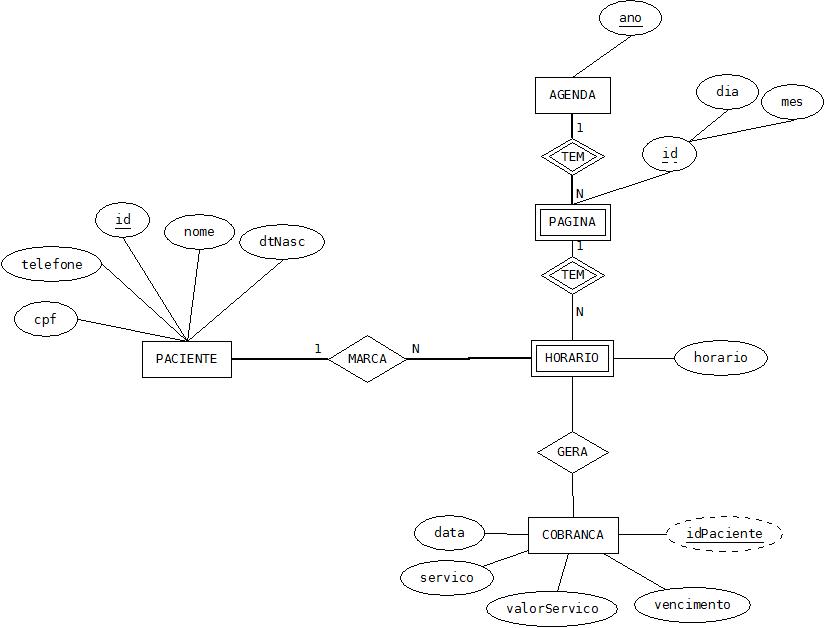 ano
AGENDA
dia
mes
1
TEM
id
N
PAGINA
1
TEM
N
id
nome
dtNasc
telefone
cpf
PACIENTE
1
MARCA
N
HORARIO
horario
GERA
data
COBRANCA
idPaciente
servico
valorServico
vencimento